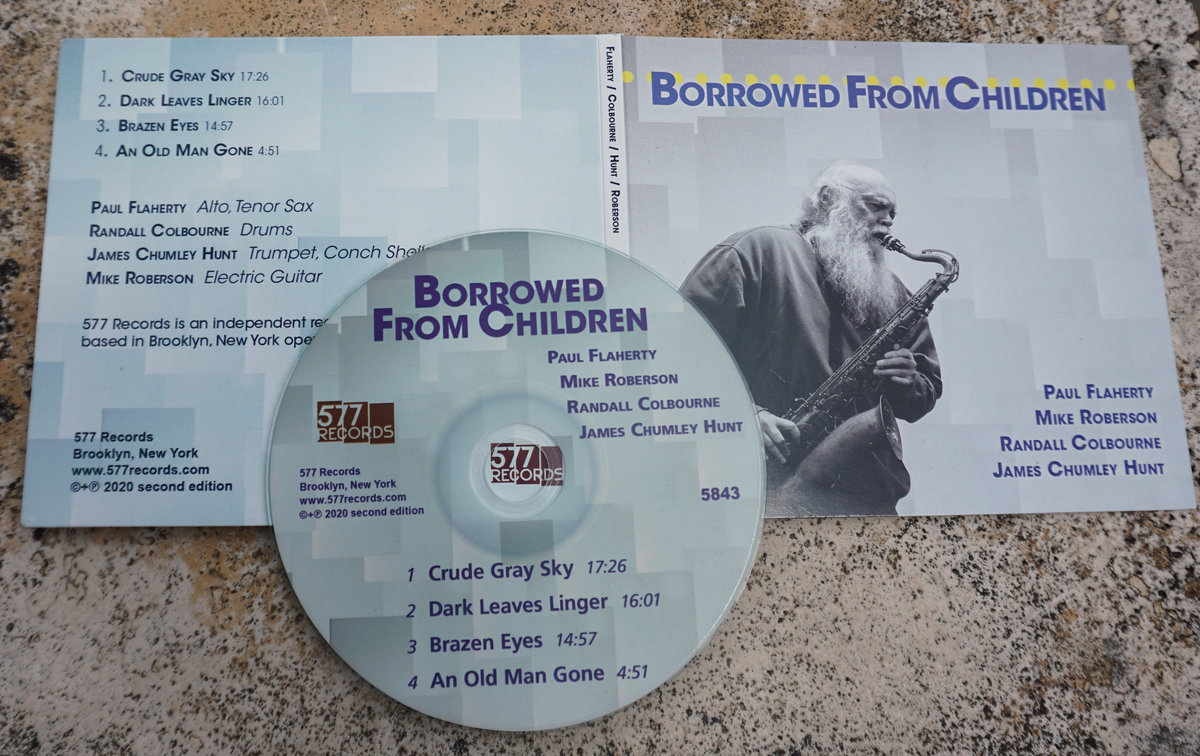 1. Crude Gray Sky 17:26
2. Dark Leaves Linger 16:01
3. Brazen Eyes 14:57
4. An Old Man Gone 4:51
Paul Flaherty Alto, Tenor Sax
Randall Colbourne Drums
James Chumley Hunt Trumpet, Conch
Mike Roberson Electric Guitar
577 Records is an independent
based in Brooklyn, New York
577 Records
Brooklyn, New York
www.577records.com
©+℗ 2020 second edition
Flaherty / Colbourne / Hunt / Roberson
Borrowed From Children
Paul Flaherty
Mike Roberson
Randall Colbourne
James Chumley Hunt
Borrowed
From Children
Paul Flaherty
Mike Roberson
Randall Colbourne
James Chumley Hunt
577
RECORDS
577
RECORDS
577 Records
Brooklyn, New York
www.577records.com
©+℗ 2020 second edition
5843
1 Crude Gray Sky 17:26
2 Dark Leaves Linger 16:01
3 Brazen Eyes 14:57
4 An Old Man Gone 4:51